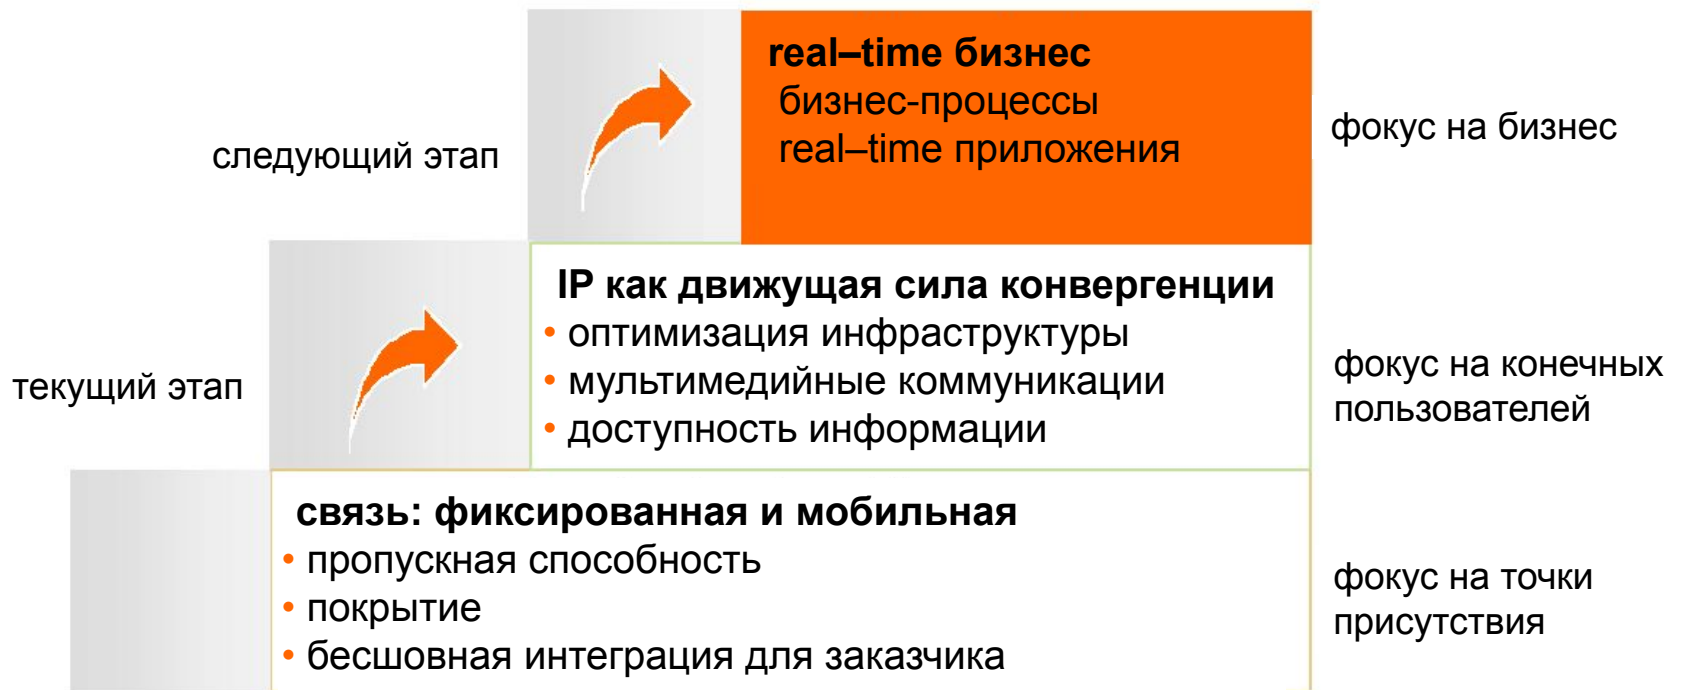 real–time бизнес
бизнес-процессы
real–time приложения
следующий этап
фокус на бизнес
IP как движущая сила конвергенции
• оптимизация инфраструктуры
• мультимедийные коммуникации
• доступность информации
текущий этап
фокус на конечных
пользователей
связь: фиксированная и мобильная
• пропускная способность
• покрытие
• бесшовная интеграция для заказчика
фокус на точки
присутствия